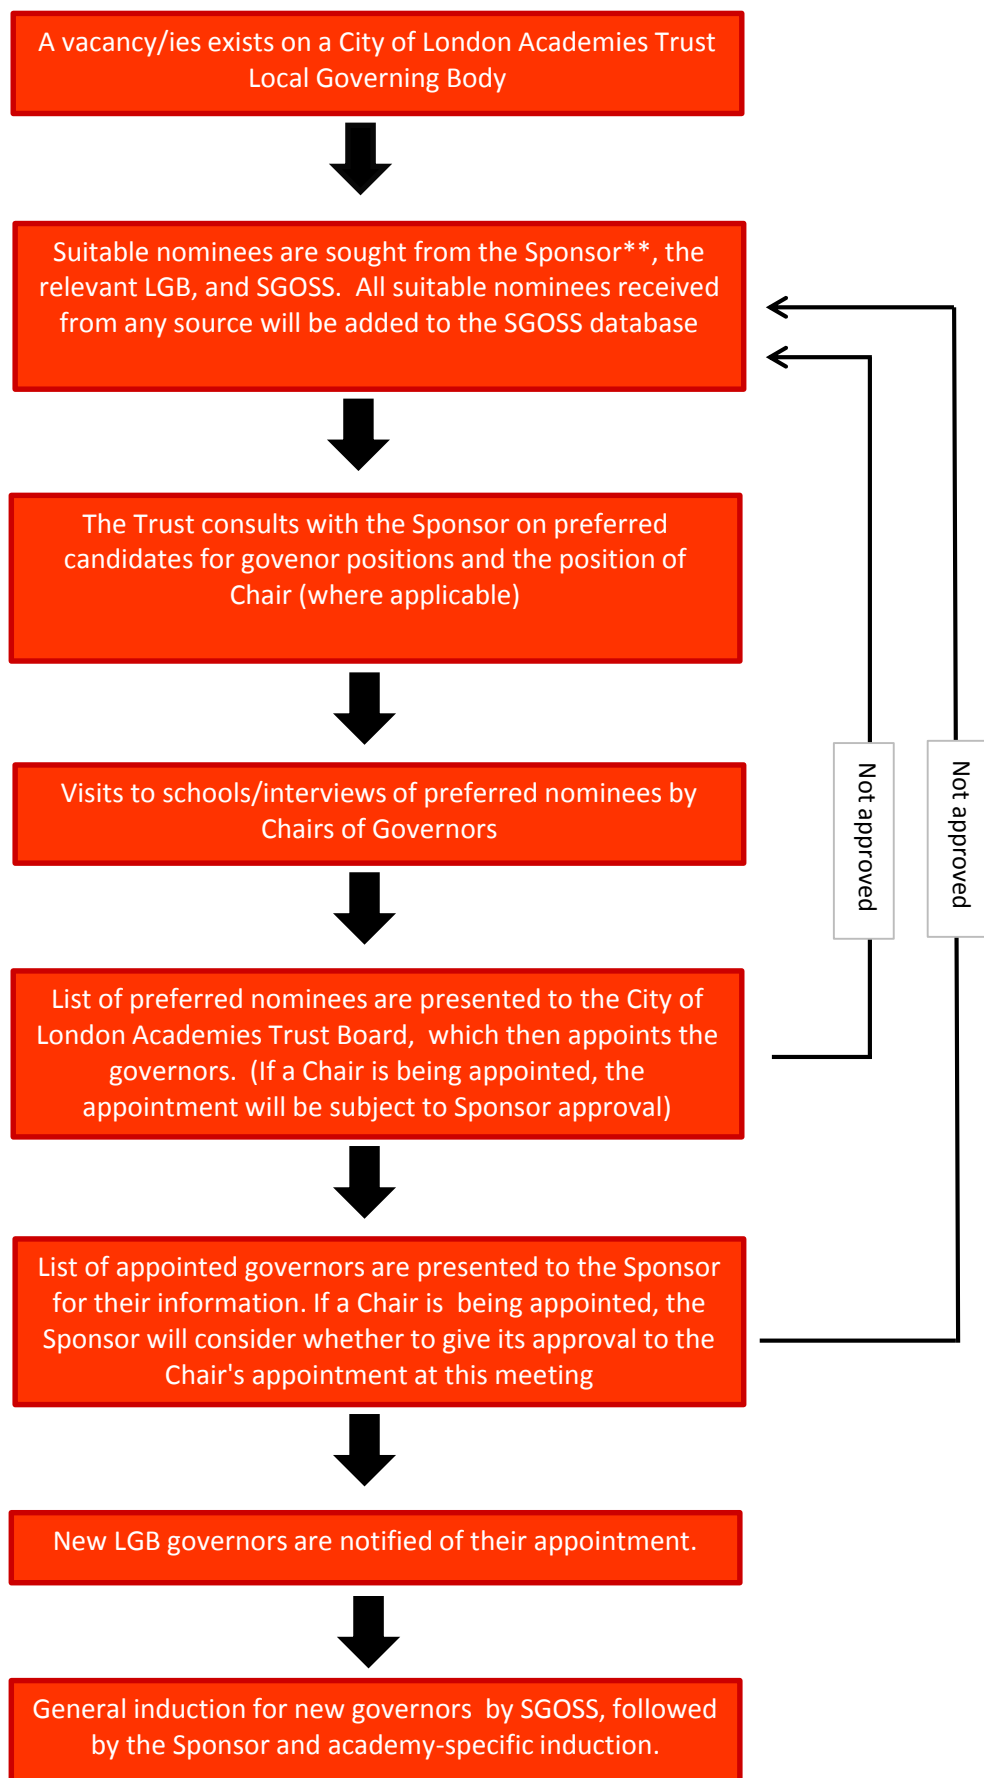 A vacancy/ies exists on a City of London Academies Trust
Local Governing Body
Suitable nominees are sought from the Sponsor**, the
relevant LGB, and SGOSS.  All suitable nominees received
from any source will be added to the SGOSS database
The Trust consults with the Sponsor on preferred
candidates for govenor positions and the position of
Chair (where applicable)
Visits to schools/interviews of preferred nominees by
Chairs of Governors
Not approved
Not approved
List of preferred nominees are presented to the City of
London Academies Trust Board,  which then appoints the
governors.  (If a Chair is being appointed, the
appointment will be subject to Sponsor approval)
List of appointed governors are presented to the Sponsor
for their information. If a Chair is  being appointed, the
Sponsor will consider whether to give its approval to the
Chair's appointment at this meeting
New LGB governors are notified of their appointment.
General induction for new governors  by SGOSS, followed
by the Sponsor and academy-specific induction.